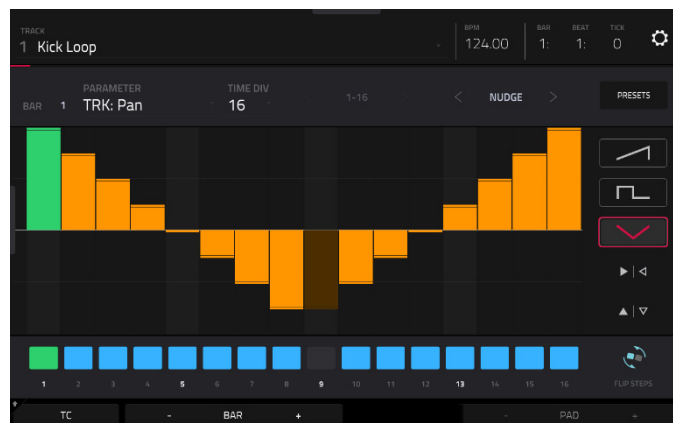 TRACK
1 Kick Loop
BPM
124.00
BAR BEAT TICK
1: 1: 0
BAR 1
PARAMETER
TRK: Pan
TIME DIV
16
1-16
< NUDGE >
PRESETS
1 2 3 4 5 6 7 8 9 10 11 12 13 14 15 16
FLIP STEPS
TC - BAR + - PAD +